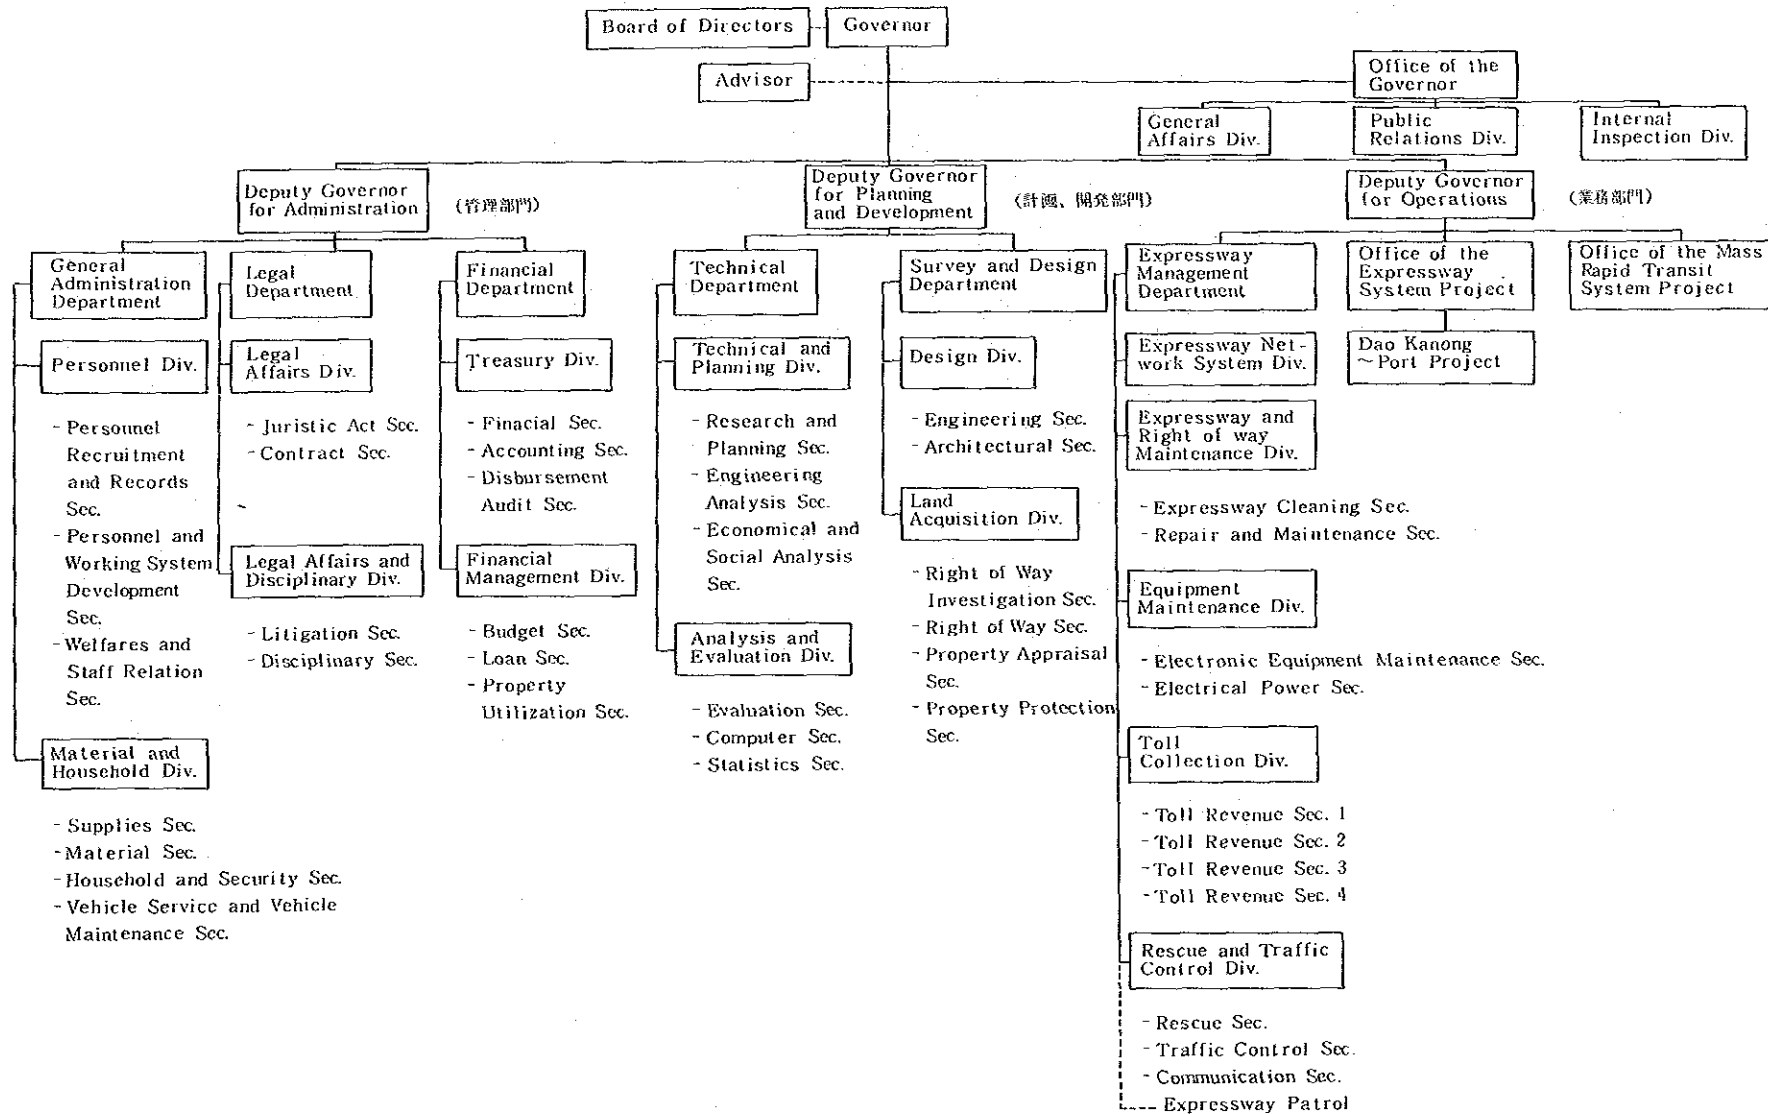 Board of Directors
Governor
Advisor
Office of the
Governor
General
Affairs Div.
Public
Relations Div.
Internal
Inspection Div.
Deputy Governor
for Administration
(管理部門)
Deputy Governor
for Planning
and Development
(計画、開発部門)
Deputy Governor
for Operations
(業務部門)
General
Administration
Department
Legal
Department
Financial
Department
Technical
Department
Survey and Design
Department
Expressway
Management
Department
Office of the
Expressway
System Project
Office of the Mass
Rapid Transit
System Project
Personnel Div.
- Personnel
Recruitment
and Records
Sec.
- Personnel and
Working System
Development
Sec.
- Welfares and
Staff Relation
Sec.
Material and
Household Div.
- Supplies Sec.
- Material Sec.
- Household and Security Sec.
- Vehicle Service and Vehicle
Maintenance Sec.
Legal
Affairs Div.
- Juristic Act Sec.
- Contract Sec.
Legal Affairs and
Disciplinary Div.
- Litigation Sec.
- Disciplinary Sec.
Treasury Div.
- Finacial Sec.
- Accounting Sec.
- Disbursement
Audit Sec.
Financial
Management Div.
- Budget Sec.
- Loan Sec.
- Property
Utilization Sec.
Technical and
Planning Div.
- Research and
Planning Sec.
- Engineering
Analysis Sec.
- Economical and
Social Analysis
Sec.
Analysis and
Evaluation Div.
- Evaluation Sec.
- Computer Sec.
- Statistics Sec.
Design Div.
- Engineering Sec.
- Architectural Sec.
Land
Acquisition Div.
- Right of Way
Investigation Sec.
- Right of Way Sec.
- Property Appraisal
Sec.
- Property Protection
Sec.
Expressway Net-
work System Div.
Expressway and
Right of way
Maintenance Div.
- Expressway Cleaning Sec.
- Repair and Maintenance Sec.
Equipment
Maintenance Div.
- Electronic Equipment Maintenance Sec.
- Electrical Power Sec.
Toll
Collection Div.
- Toll Revenue Sec. 1
- Toll Revenue Sec. 2
- Toll Revenue Sec. 3
- Toll Revenue Sec. 4
Rescue and Traffic
Control Div.
- Rescue Sec.
- Traffic Control Sec.
- Communication Sec.
Expressway Patrol
Dao Kanong
~Port Project